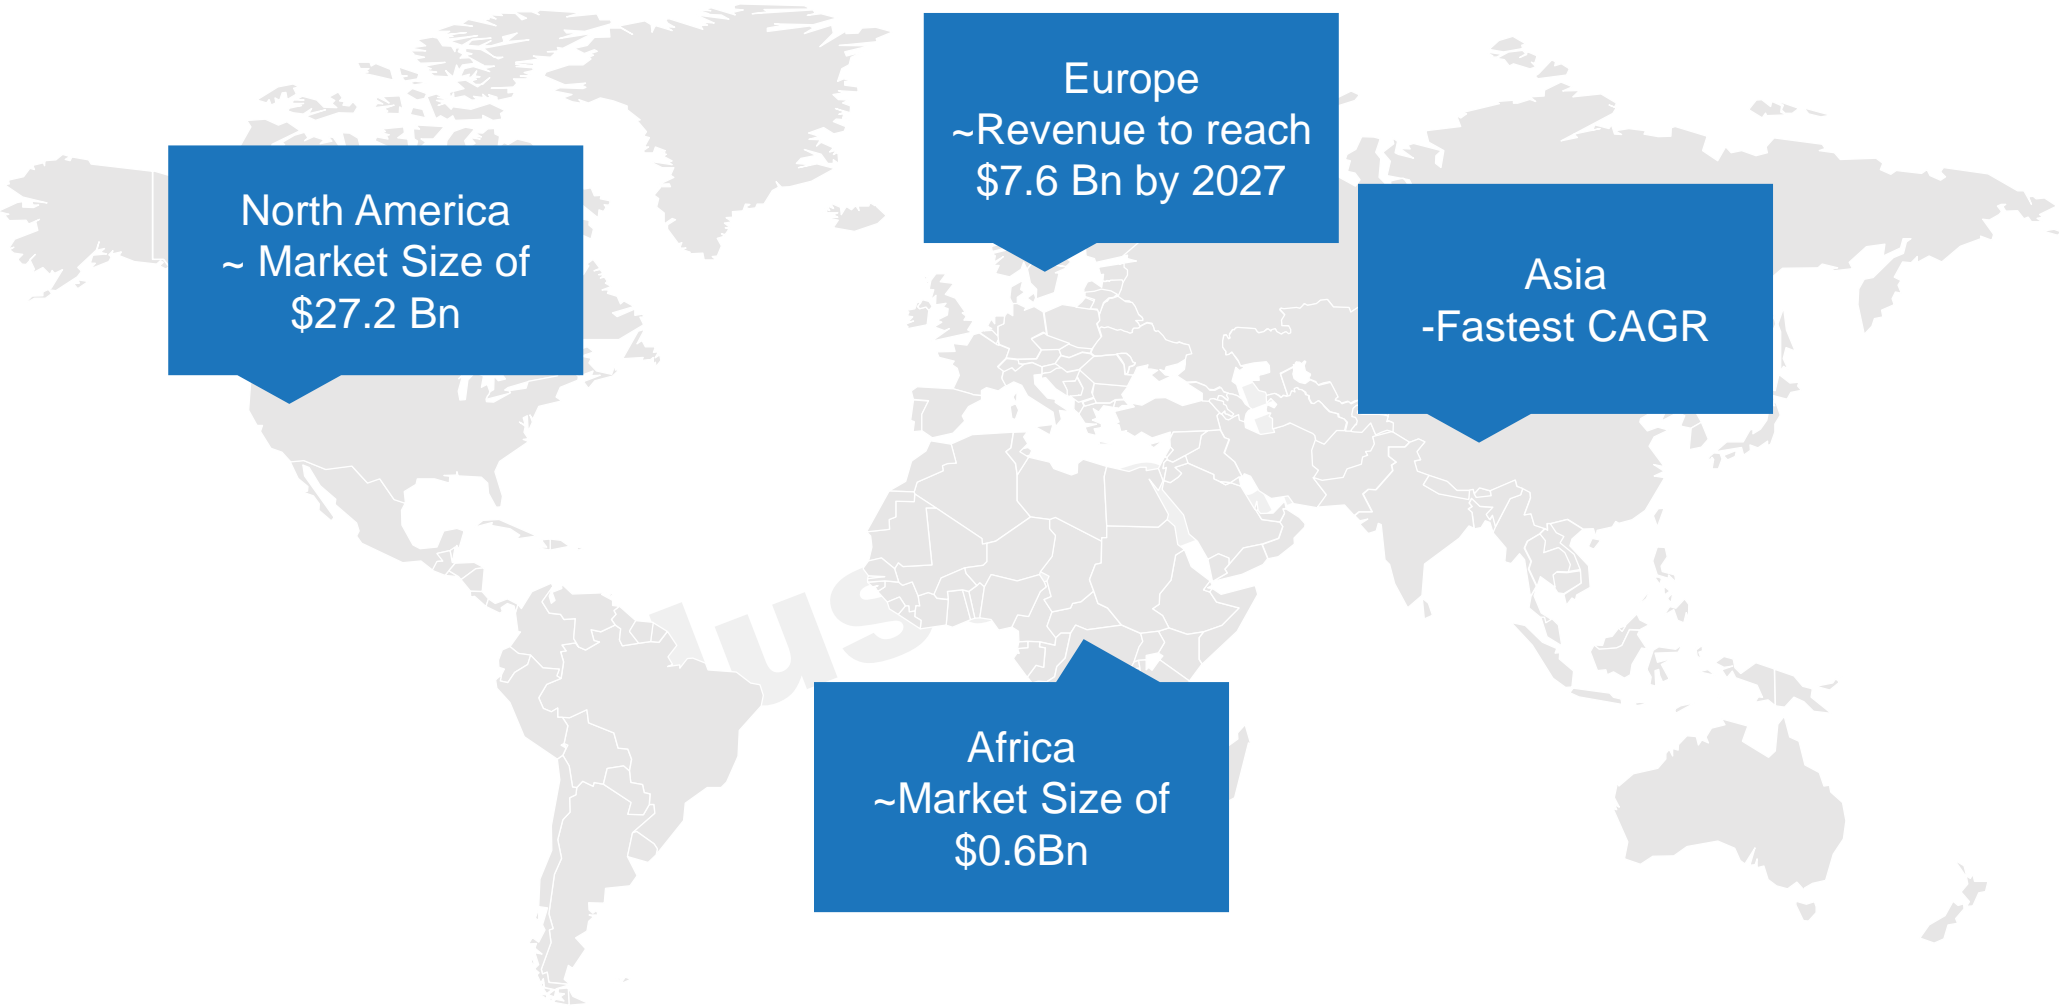 Europe
~Revenue to reach
$7.6 Bn by 2027
North America
~ Market Size of
$27.2 Bn
Asia
-Fastest CAGR
Africa
~Market Size of
$0.6Bn